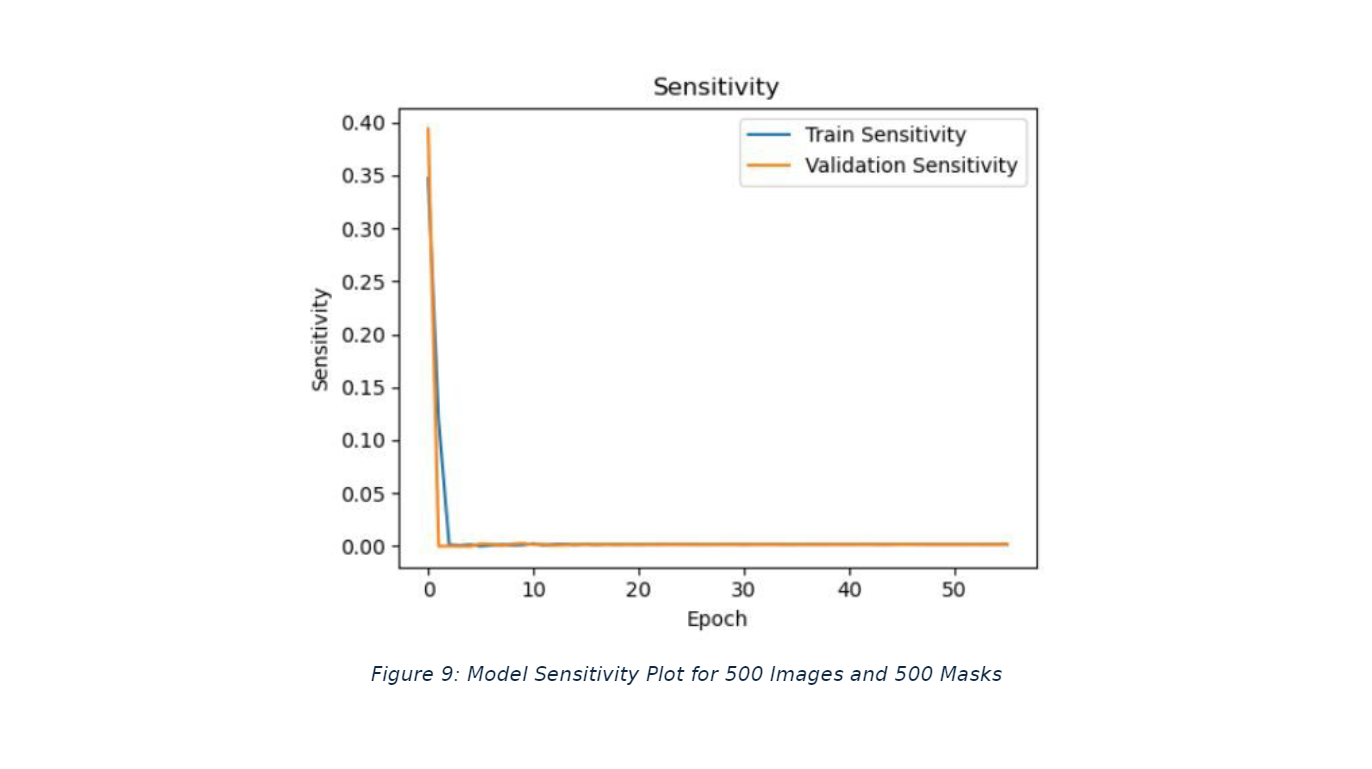 Sensitivity
0.40
0.35
0.30
0.25
0.20
0.15
0.10
0.05
0.00
Sensitivity
Train Sensitivity
Validation Sensitivity
0 10 20 30 40 50
Epoch
Figure 9: Model Sensitivity Plot for 500 Images and 500 Masks